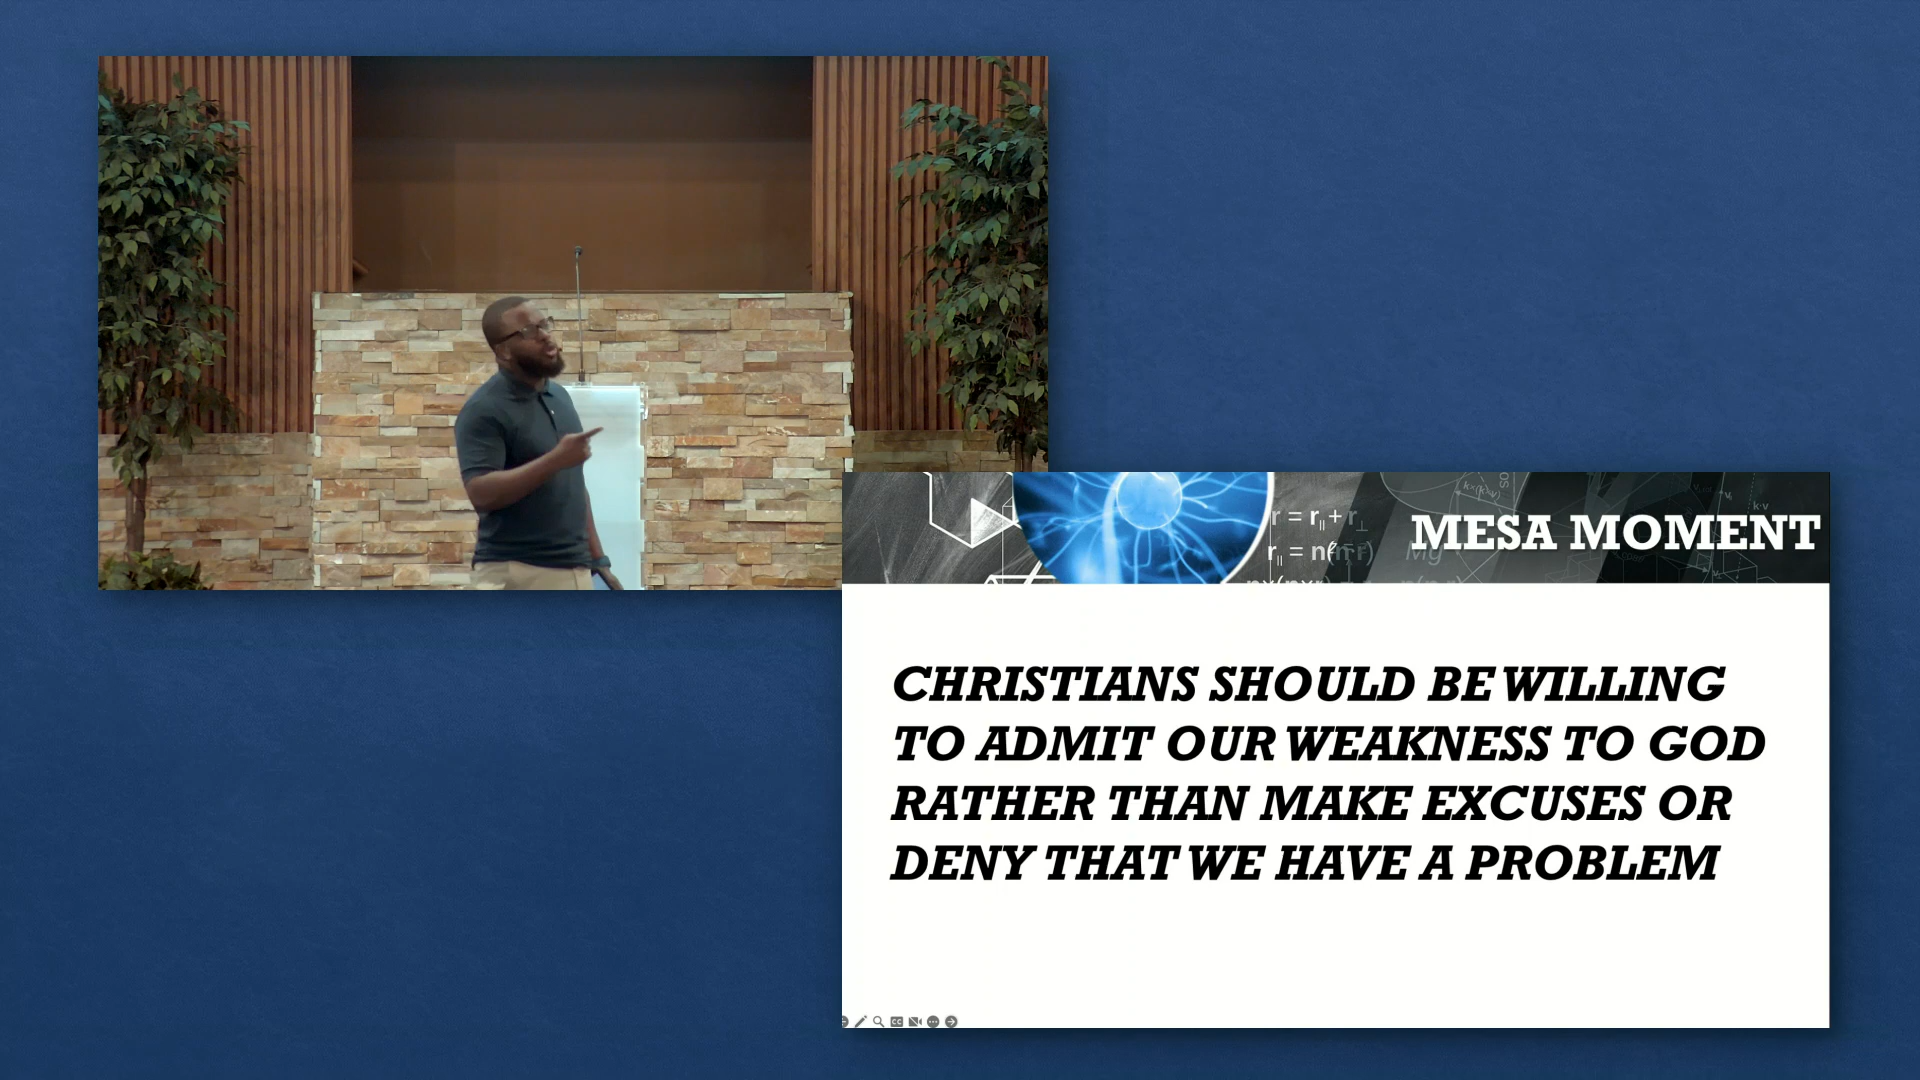 MESA MOMENT
CHRISTIANS SHOULD BE WILLING
TO ADMIT OUR WEAKNESS TO GOD
RATHER THAN MAKE EXCUSES OR
DENY THAT WE HAVE A PROBLEM